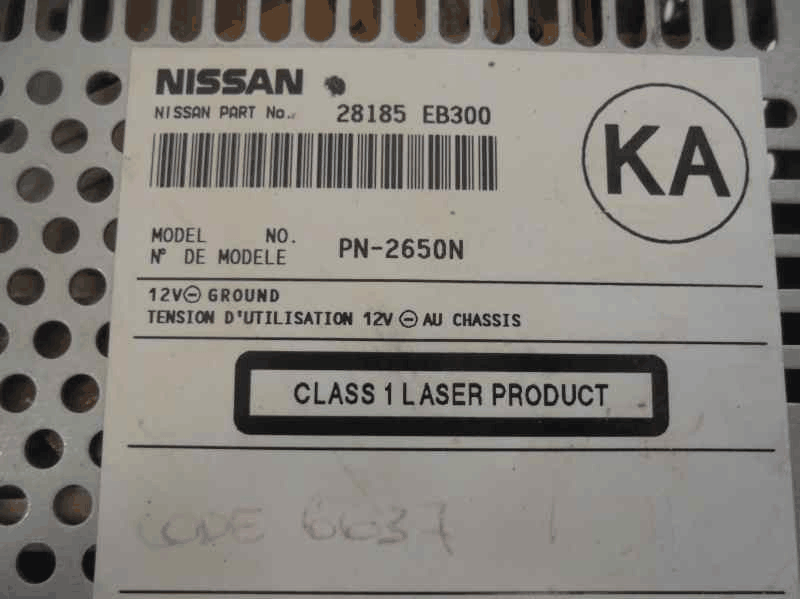 NISSAN
NISSAN PART No. 28185 EB300
KA
MODEL NO.
N° DE MODELE PN-2650N
12V⊖ GROUND
TENSION D'UTILISATION 12V ⊖ AU CHASSIS
CLASS 1 LASER PRODUCT
CODE 6637